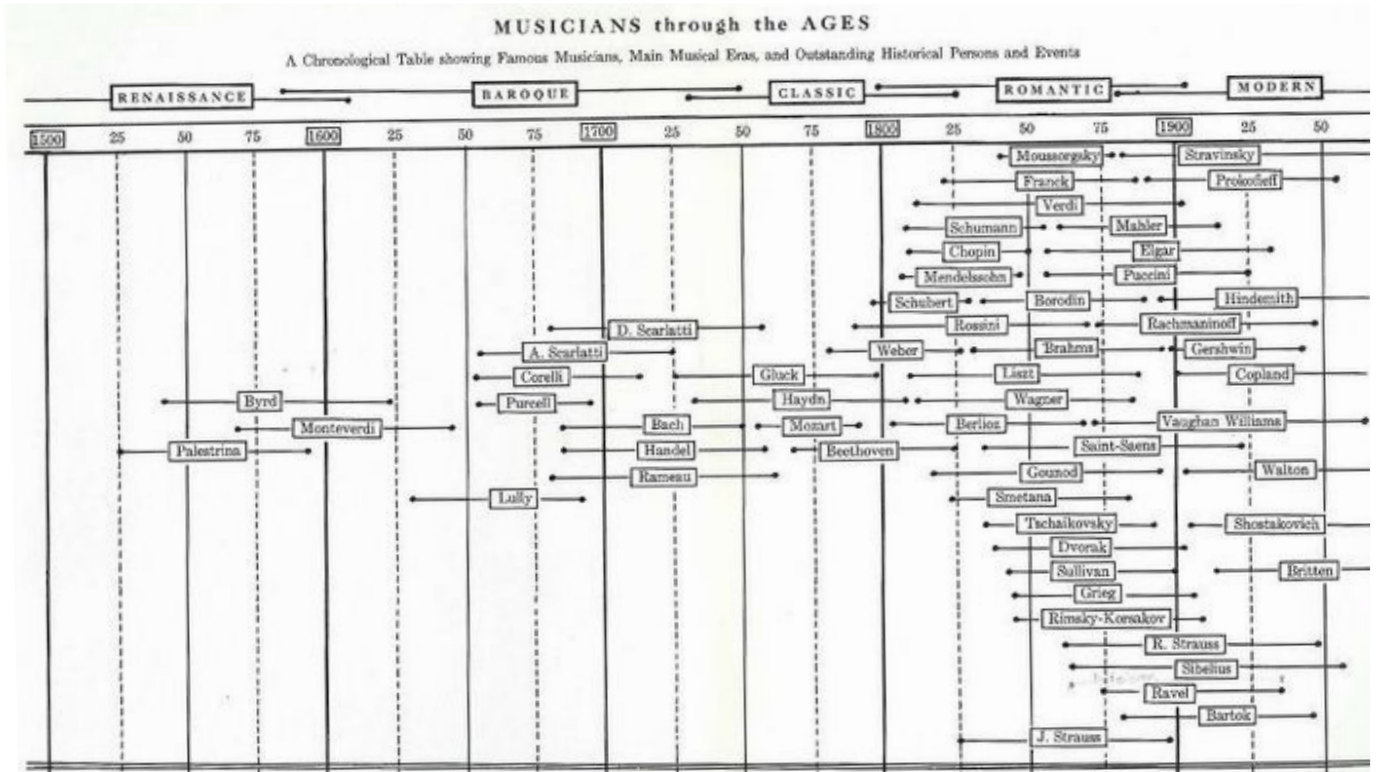 MUSICIANS through the AGES
A Chronological Table showing Famous Musicians, Main Musical Eras, and Outstanding Historical Persons and Events
RENAISSANCE BAROQUE CLASSIC ROMANTIC MODERN
1500 25 50 75 1600 25 50 75 1700 25 50 75 1800 25 50 75 1900 25 50
Moussorgsky Stravinsky
Franck Prokofieff
Verdi
Schumann Mahler
Chopin Elgar
Mendelssohn Puccini
Schubert Borodin Hindemith
D. Scarlatti Rossini Rachmaninoff
A. Scarlatti Weber Brahms Gershwin
Corelli Gluck Liszt Copland
Byrd Purcell Haydn Wagner
Monteverdi Bach Mozart Berlioz Vaughan Williams
Palestrina Handel Beethoven Saint-Saens
Rameau Gounod Walton
Lully Smetana
Tschaikovsky Shostakovich
Dvorak
Sullivan Britten
Grieg
Rimsky-Korsakov
R. Strauss
Sibelius
Ravel
Bartok
J. Strauss